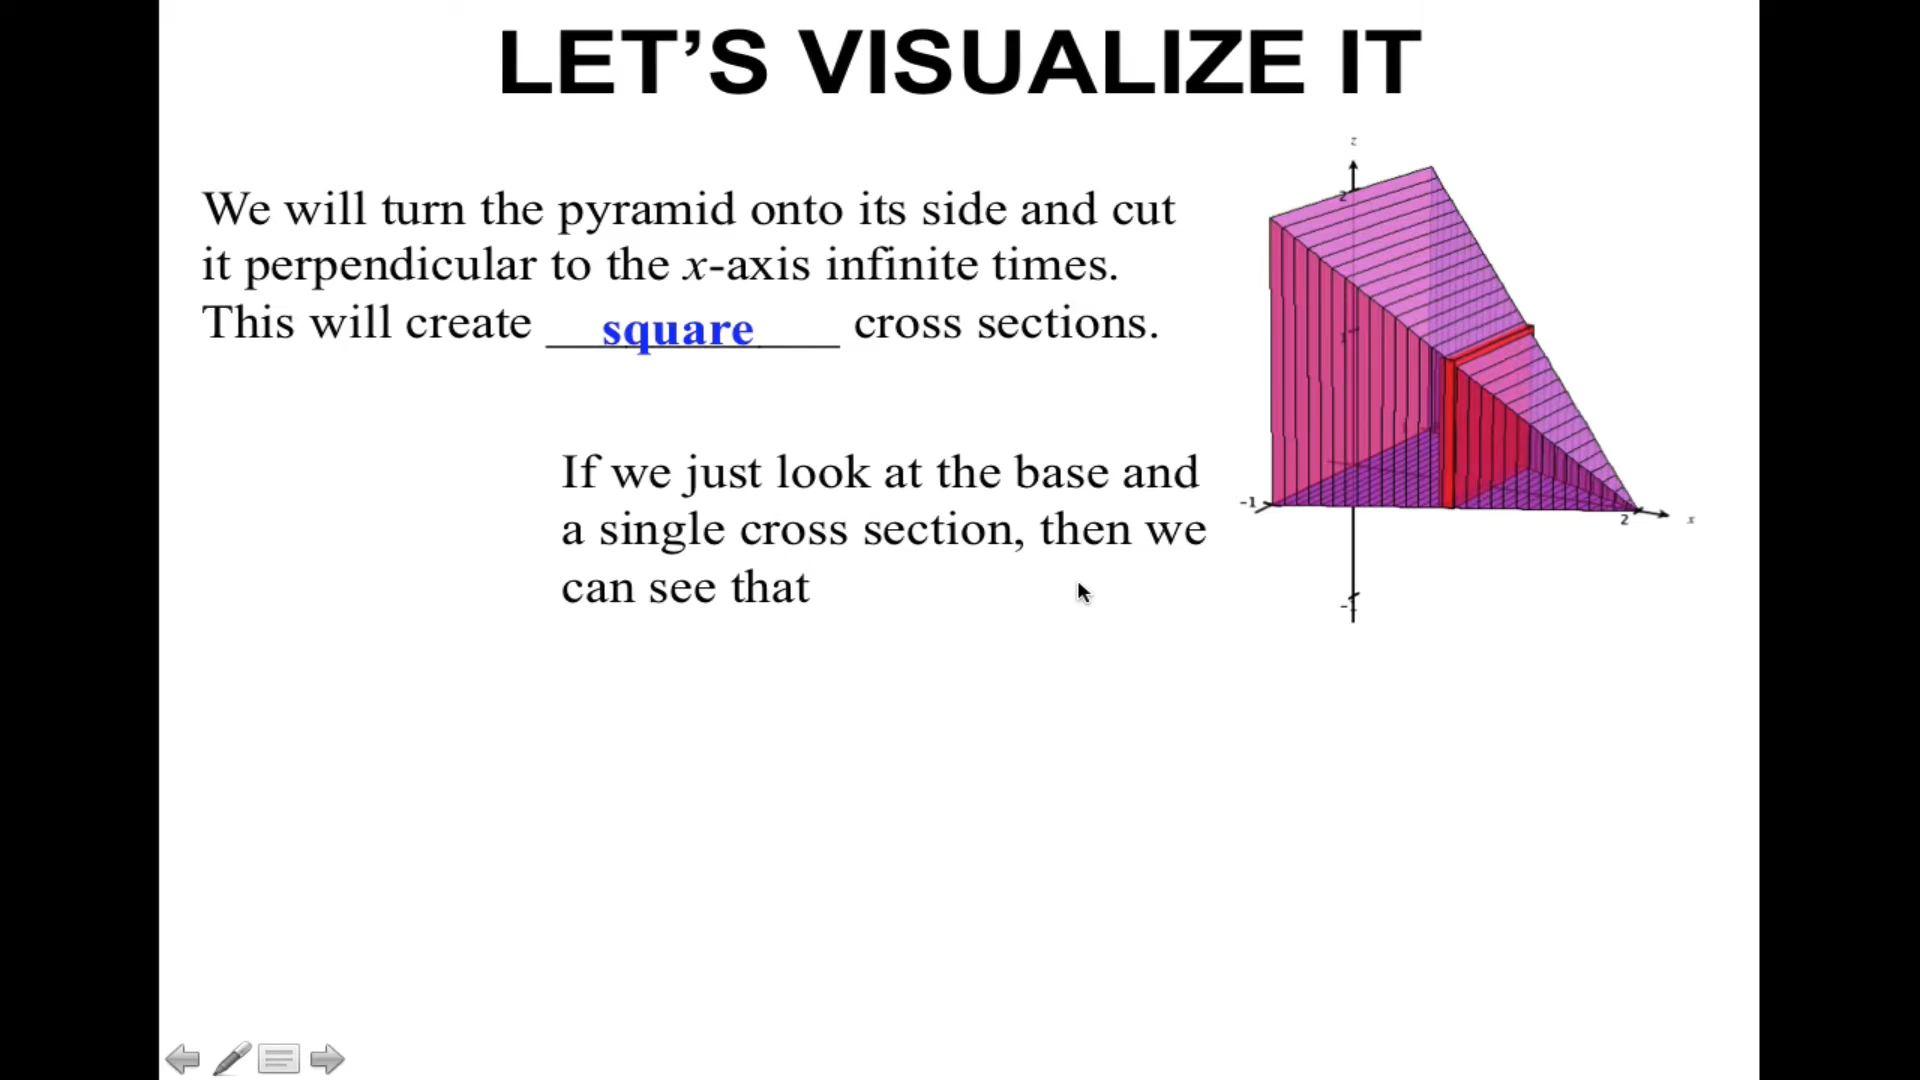 LET’S VISUALIZE IT
We will turn the pyramid onto its side and cut
it perpendicular to the x-axis infinite times.
This will create ____square____ cross sections.
If we just look at the base and
a single cross section, then we
can see that
z
2
1
-1
2
x
-1